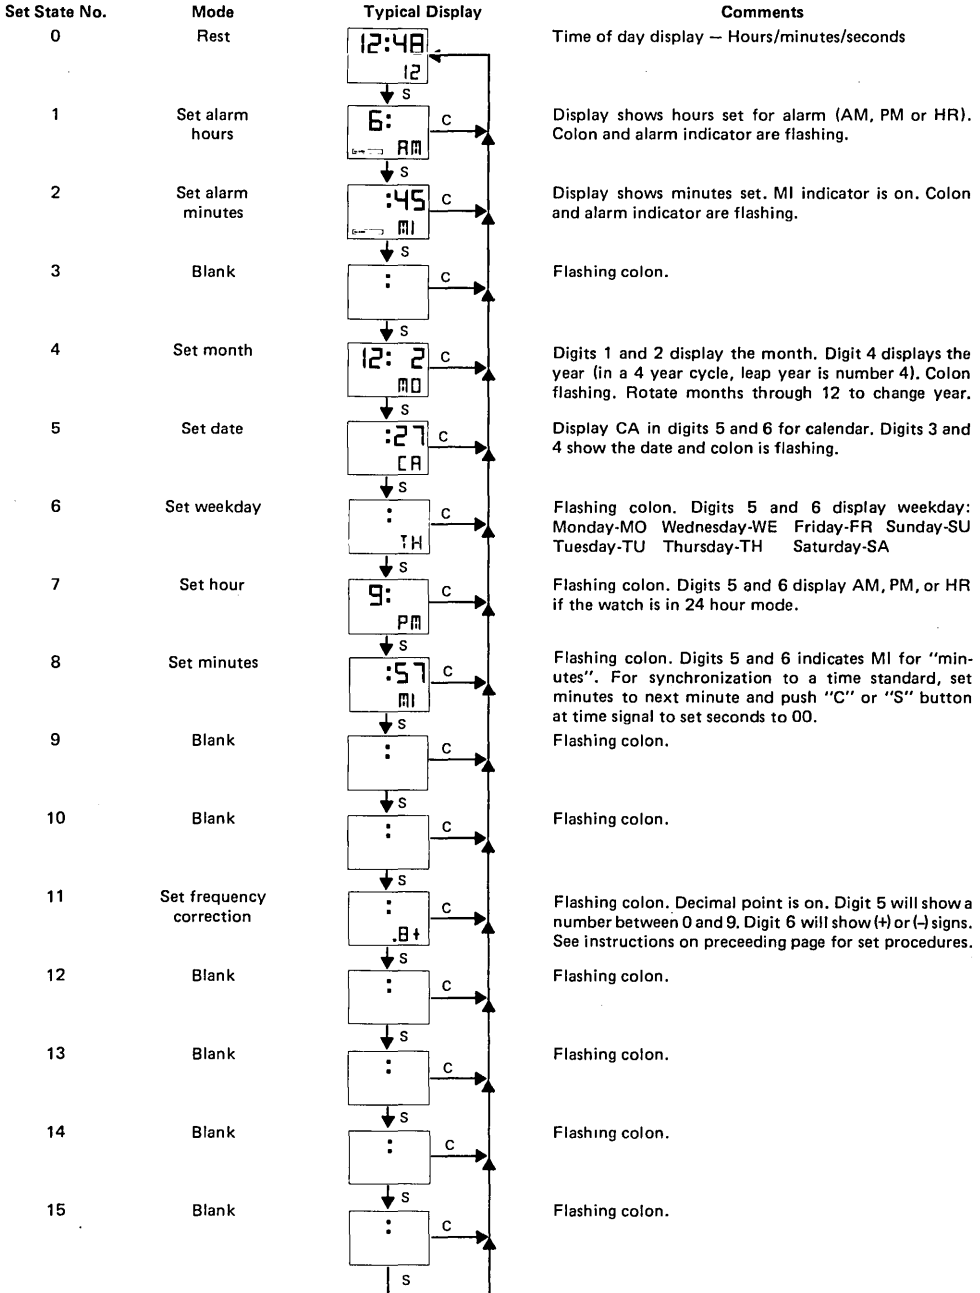 Set State No. Mode Typical Display Comments
0 Rest 12:48 Time of day display — Hours/minutes/seconds
12
S
1 Set alarm 6: C Display shows hours set for alarm (AM, PM or HR).
hours AM Colon and alarm indicator are flashing.
S
2 Set alarm :45 C Display shows minutes set. MI indicator is on. Colon
minutes MI and alarm indicator are flashing.
S
3 Blank : C Flashing colon.
S
4 Set month 12: 2 C Digits 1 and 2 display the month. Digit 4 displays the
MO year (in a 4 year cycle, leap year is number 4). Colon
flashing. Rotate months through 12 to change year.
S
5 Set date :27 C Display CA in digits 5 and 6 for calendar. Digits 3 and
CA 4 show the date and colon is flashing.
S
6 Set weekday : C Flashing colon. Digits 5 and 6 display weekday:
TH Monday-MO Wednesday-WE Friday-FR Sunday-SU
Tuesday-TU Thursday-TH Saturday-SA
S
7 Set hour 9: C Flashing colon. Digits 5 and 6 display AM, PM, or HR
PM if the watch is in 24 hour mode.
S
8 Set minutes :57 C Flashing colon. Digits 5 and 6 indicates MI for "min-
MI utes". For synchronization to a time standard, set
minutes to next minute and push "C" or "S" button
S at time signal to set seconds to 00.
9 Blank : C Flashing colon.
S
10 Blank : C Flashing colon.
S
11 Set frequency : C Flashing colon. Decimal point is on. Digit 5 will show a
correction .8+ number between 0 and 9. Digit 6 will show (+) or (-) signs.
See instructions on preceeding page for set procedures.
S
12 Blank : C Flashing colon.
S
13 Blank : C Flashing colon.
S
14 Blank : C Flashing colon.
S
15 Blank : C Flashing colon.
S